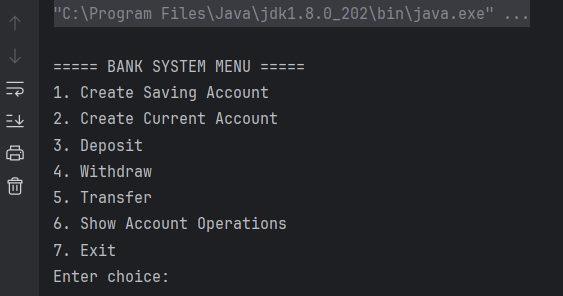 "C:\Program Files\Java\jdk1.8.0_202\bin\java.exe" ...
===== BANK SYSTEM MENU =====
1. Create Saving Account
2. Create Current Account
3. Deposit
4. Withdraw
5. Transfer
6. Show Account Operations
7. Exit
Enter choice: